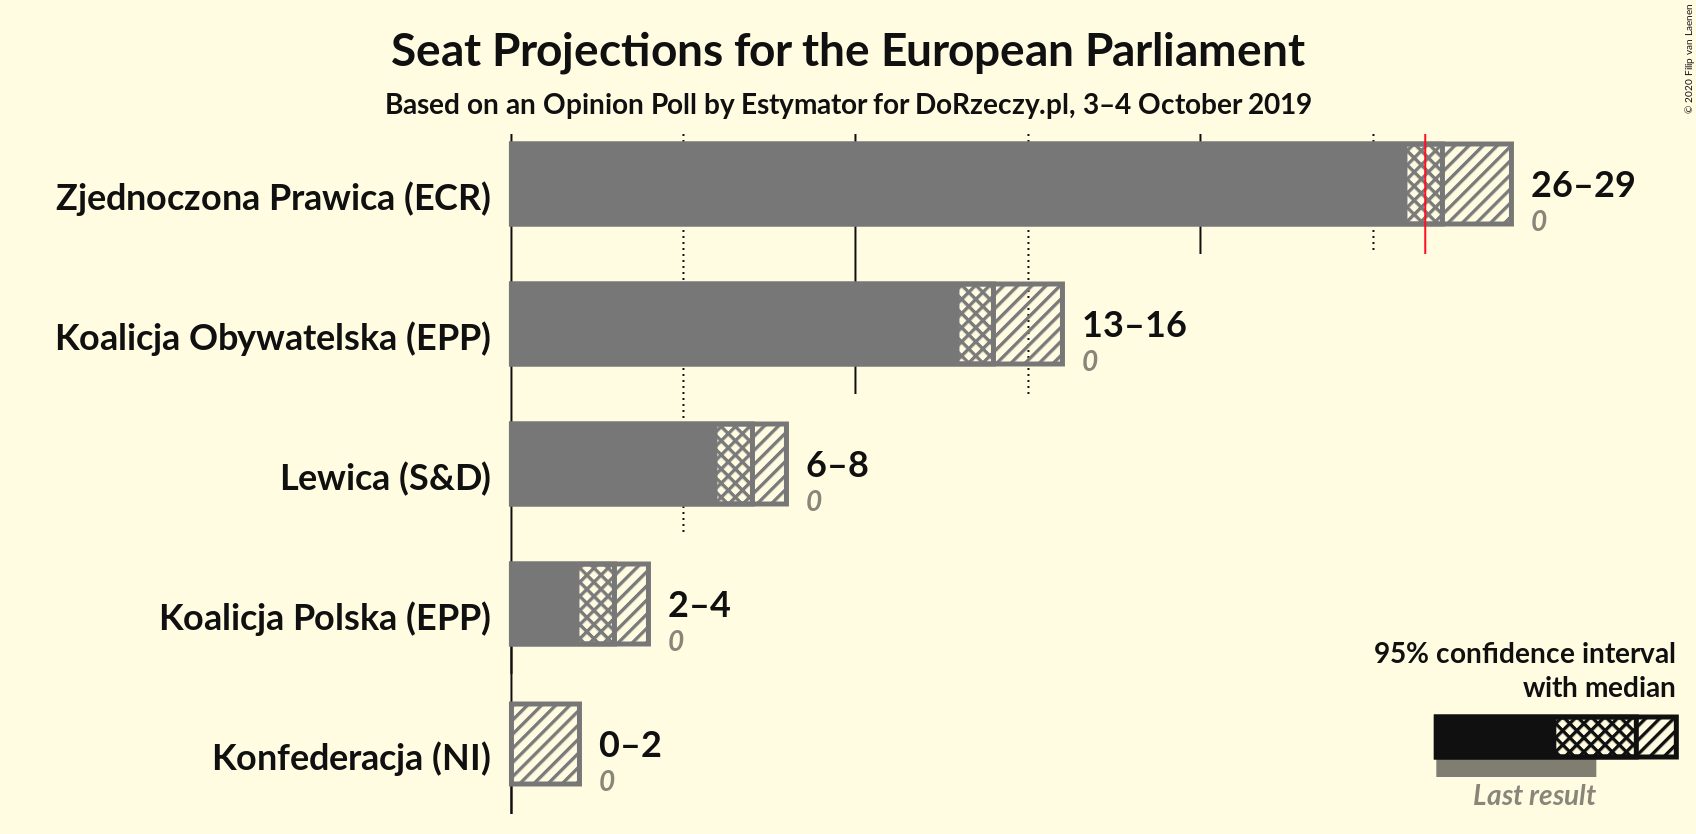 Seat Projections for the European Parliament
Based on an Opinion Poll by Estymator for DoRzeczy.pl, 3–4 October 2019
© 2020 Filip van Laenen
Zjednoczona Prawica (ECR)
26–29
0
Koalicja Obywatelska (EPP)
13–16
0
Lewica (S&D)
6–8
0
Koalicja Polska (EPP)
2–4
0
Konfederacja (NI)
0–2
0
95% confidence interval
with median
Last result